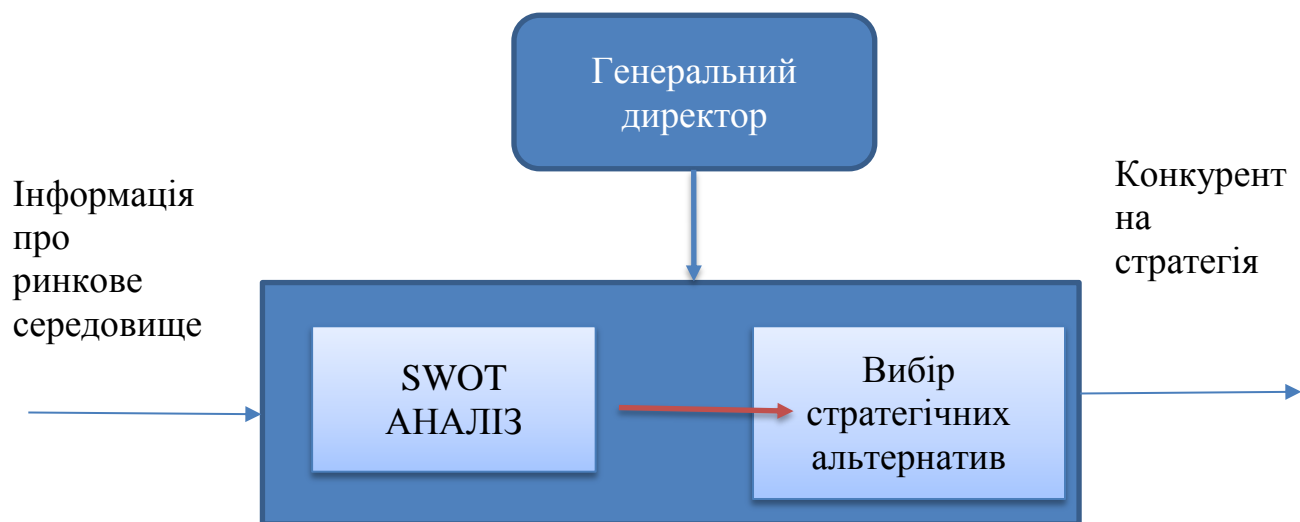 Генеральний
директор
Інформація
про
ринкове
середовище
Конкурент
на
стратегія
SWOT
АНАЛІЗ
Вибір
стратегічних
альтернатив